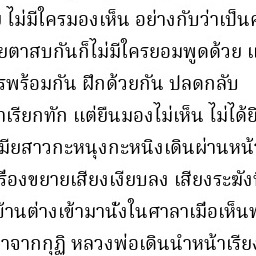 ไม่มีใครมองเห็น อย่างกับว่าเป็น
ยตาสบกันก็ไม่มีใครยอมพูดด้วย
รพร้อมกัน ฝึกด้วยกัน ปลดกลับ
เรียกทัก แต่ยืนมองไม่เห็น ไม่ได้ยิ
มียสาวกะหนุงกะหนิงเดินผ่านหน้
รื่องขยายเสียงเงียบลง เสียงระฆัง
บ้านต่างเข้ามานั่งในศาลาเมื่อเห็นพ
าจากกุฏิ หลวงพ่อเดินนำหน้าเรียง